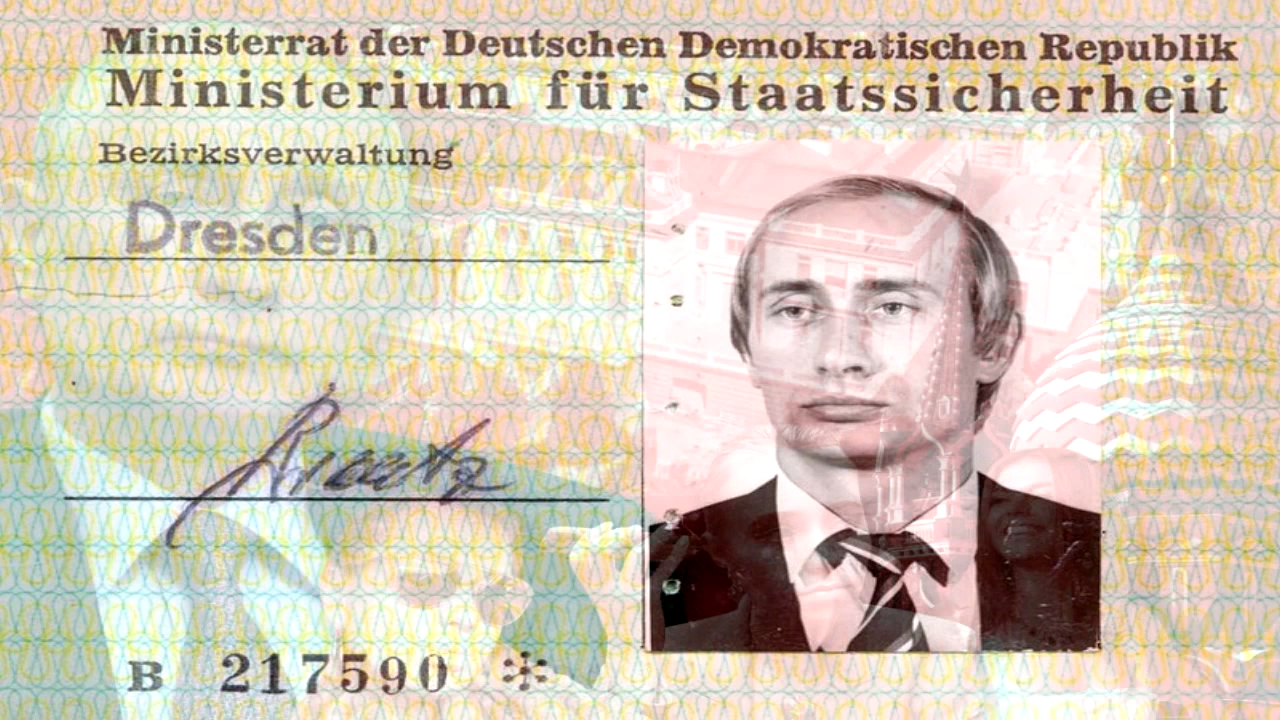 Ministerrat der Deutschen Demokratischen Republik
Ministerium für Staatssicherheit
Bezirksverwaltung
Dresden
B 217590 *